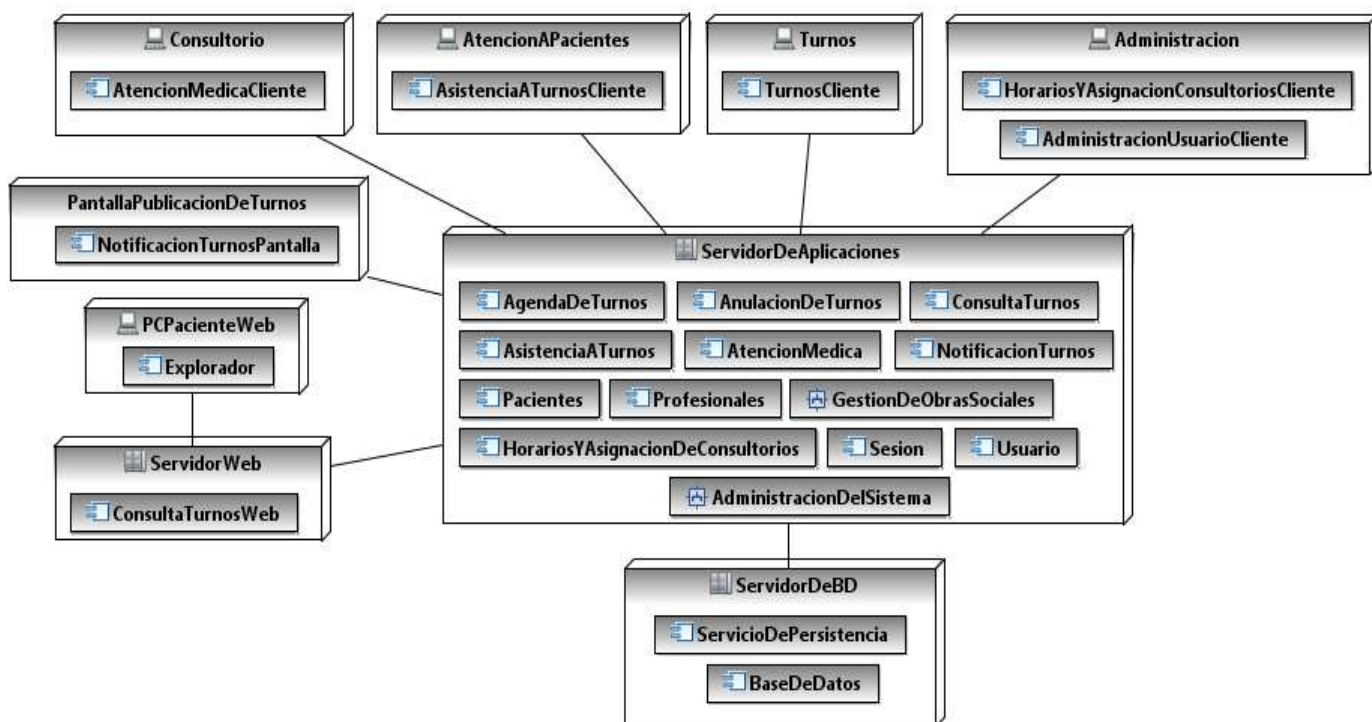 Consultorio
AtencionMedicaCliente
AtencionAPacientes
AsistenciaATurnosCliente
Turnos
TurnosCliente
Administracion
HorariosYAsignacionConsultoriosCliente
AdministracionUsuarioCliente
PantallaPublicacionDeTurnos
NotificacionTurnosPantalla
PCPacienteWeb
Explorador
ServidorWeb
ConsultaTurnosWeb
ServidorDeAplicaciones
AgendaDeTurnos
AnulacionDeTurnos
ConsultaTurnos
AsistenciaATurnos
AtencionMedica
NotificacionTurnos
Pacientes
Profesionales
GestionDeObrasSociales
HorariosYAsignacionDeConsultorios
Sesion
Usuario
AdministracionDelSistema
ServidorDeBD
ServicioDePersistencia
BaseDeDatos